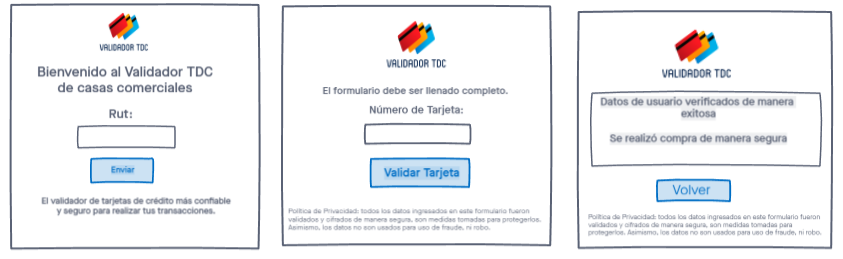 VALIDADOR TDC
Bienvenido al Validador TDC
de casas comerciales
Rut:
Enviar
El validador de tarjetas de crédito más confiable
y seguro para realizar tus transacciones.
VALIDADOR TDC
El formulario debe ser llenado completo.
Número de Tarjeta:
Validar Tarjeta
Política de Privacidad: todos los datos ingresados en este formulario fueron
validados y cifrados de manera segura, son medidas tomadas para protegerlos.
Asimismo, los datos no son usados para uso de fraude, ni robo.
VALIDADOR TDC
Datos de usuario verificados de manera
exitosa
Se realizó compra de manera segura
Volver
Política de Privacidad: todos los datos ingresados en este formulario fueron
validados y cifrados de manera segura, son medidas tomadas para
protegerlos. Asimismo, los datos no son usados para uso de fraude, ni robo.